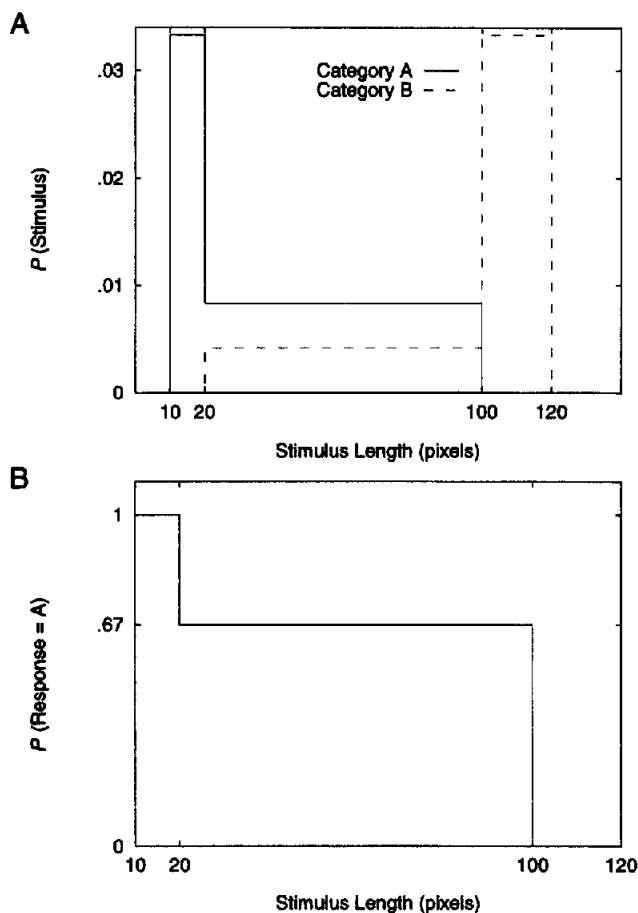 A
.03
Category A
Category B
.02
P (Stimulus)
.01
0
10 20 100 120
Stimulus Length (pixels)
B
1
.67
P (Response = A)
0
10 20 100 120
Stimulus Length (pixels)